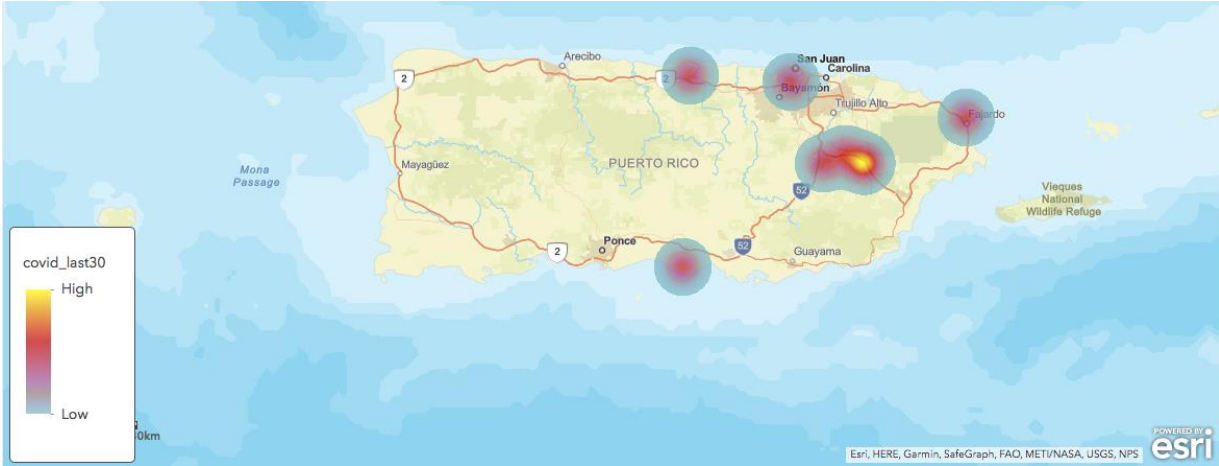 Arecibo
San Juan
Carolina
2
2
Bayamón
Trujillo Alto
Fajardo
Mayagüez
PUERTO RICO
Mona
Passage
52
Vieques
National
Wildlife Refuge
Ponce
2
52
Guayama
covid_last30
High
Low
0km
Esri, HERE, Garmin, SafeGraph, FAO, METI/NASA, USGS, NPS
POWERED BY
esri